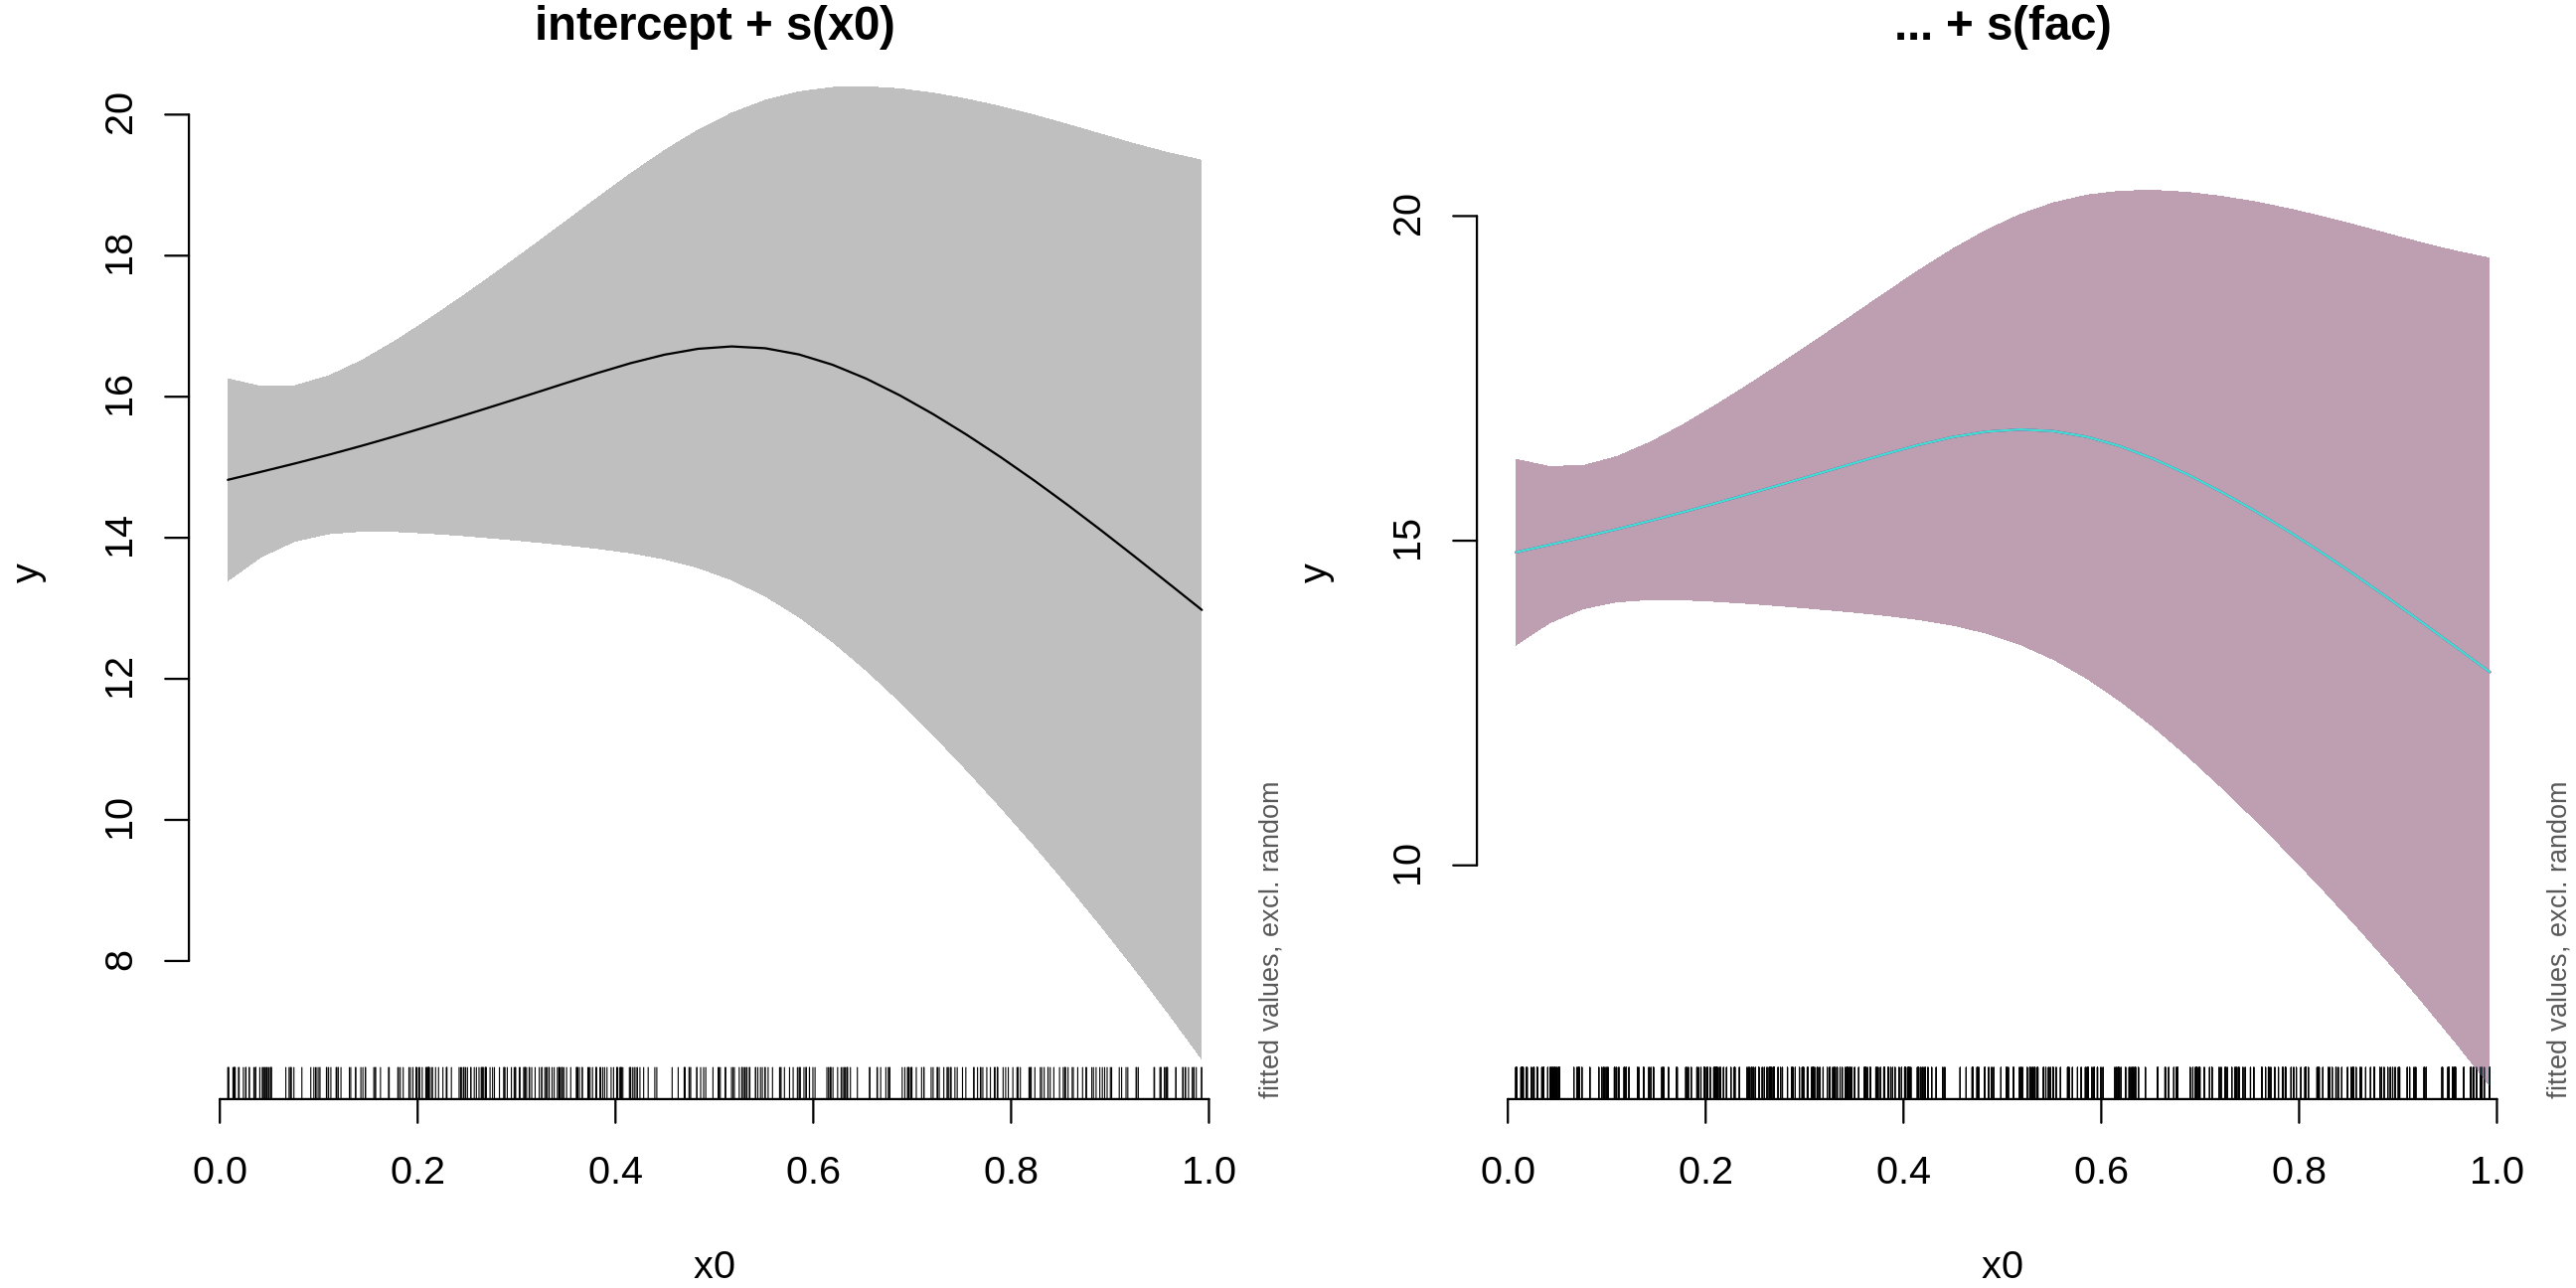 intercept + s(x0)
y
20
18
16
14
12
10
8
0.0 0.2 0.4 0.6 0.8 1.0
x0
fitted values, excl. random
... + s(fac)
y
20
15
10
0.0 0.2 0.4 0.6 0.8 1.0
x0
fitted values, excl. random